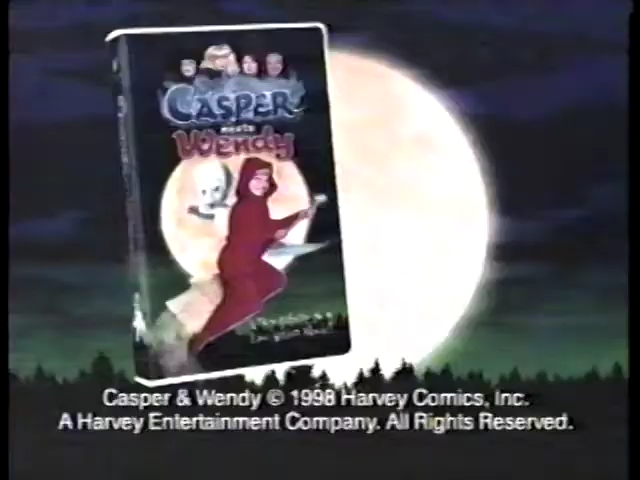 CASPER
meets
Wendy
Casper & Wendy © 1998 Harvey Comics, Inc.
A Harvey Entertainment Company. All Rights Reserved.